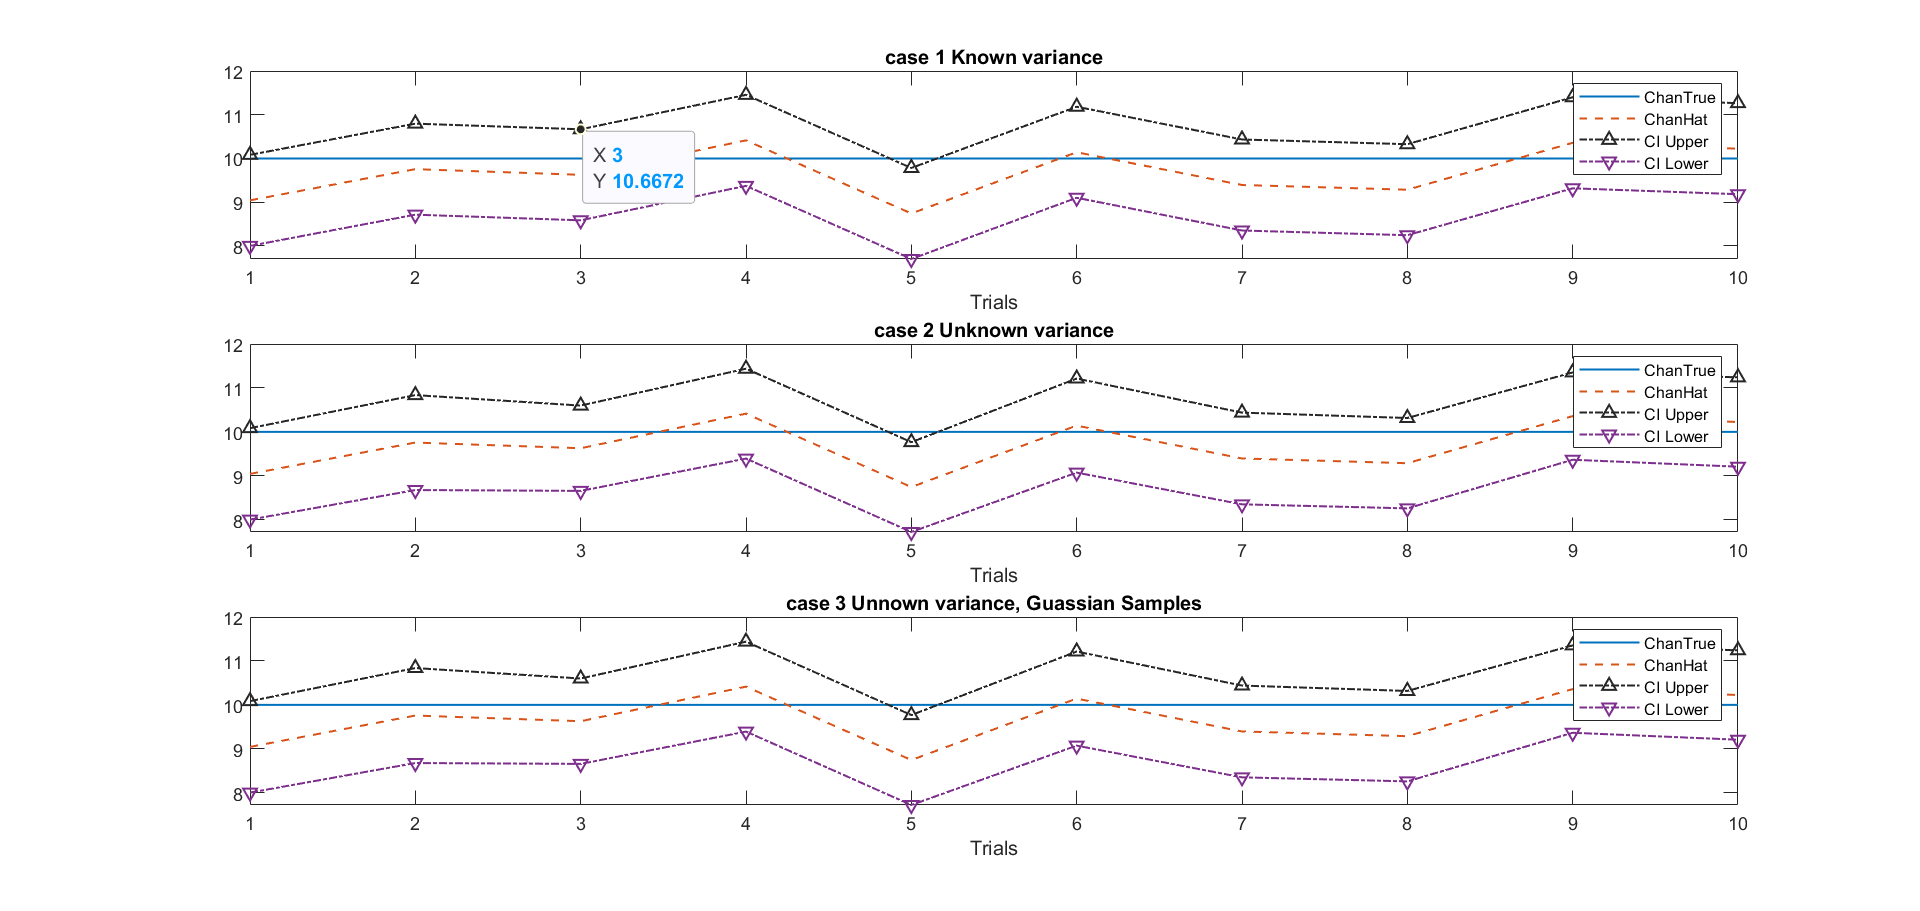 case 1 Known variance
12
11
10
9
8
ChanTrue
ChanHat
CI Upper
CI Lower
X 3
Y 10.6672
1 2 3 4 5 6 7 8 9 10
Trials
case 2 Unknown variance
12
11
10
9
8
ChanTrue
ChanHat
CI Upper
CI Lower
1 2 3 4 5 6 7 8 9 10
Trials
case 3 Unnown variance, Guassian Samples
12
11
10
9
8
ChanTrue
ChanHat
CI Upper
CI Lower
1 2 3 4 5 6 7 8 9 10
Trials